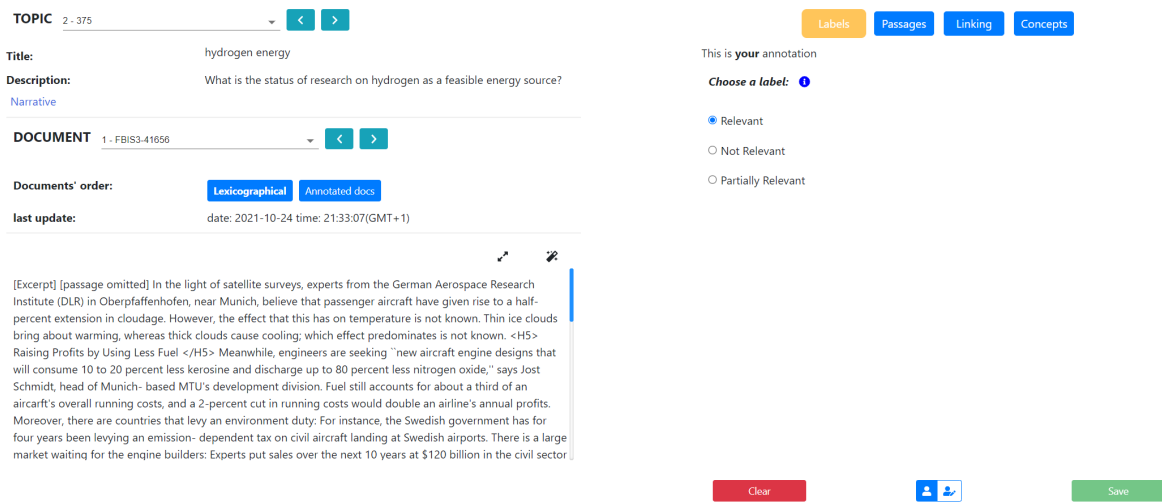 TOPIC 2 - 375
Title: hydrogen energy
Description: What is the status of research on hydrogen as a feasible energy source?
Narrative
DOCUMENT 1 - FBIS3-41656
Documents' order: Lexicographical Annotated docs
last update: date: 2021-10-24 time: 21:33:07(GMT+1)
[Excerpt] [passage omitted] In the light of satellite surveys, experts from the German Aerospace Research
Institute (DLR) in Oberpfaffenhofen, near Munich, believe that passenger aircraft have given rise to a half-
percent extension in cloudage. However, the effect that this has on temperature is not known. Thin ice clouds
bring about warming, whereas thick clouds cause cooling; which effect predominates is not known. <H5>
Raising Profits by Using Less Fuel </H5> Meanwhile, engineers are seeking ``new aircraft engine designs that
will consume 10 to 20 percent less kerosine and discharge up to 80 percent less nitrogen oxide,'' says Jost
Schmidt, head of Munich- based MTU's development division. Fuel still accounts for about a third of an
aircarft's overall running costs, and a 2-percent cut in running costs would double an airline's annual profits.
Moreover, there are countries that levy an environment duty: For instance, the Swedish government has for
four years been levying an emission- dependent tax on civil aircraft landing at Swedish airports. There is a large
market waiting for the engine builders: Experts put sales over the next 10 years at $120 billion in the civil sector
Labels Passages Linking Concepts
This is your annotation
Choose a label:
Relevant
Not Relevant
Partially Relevant
Clear
Save